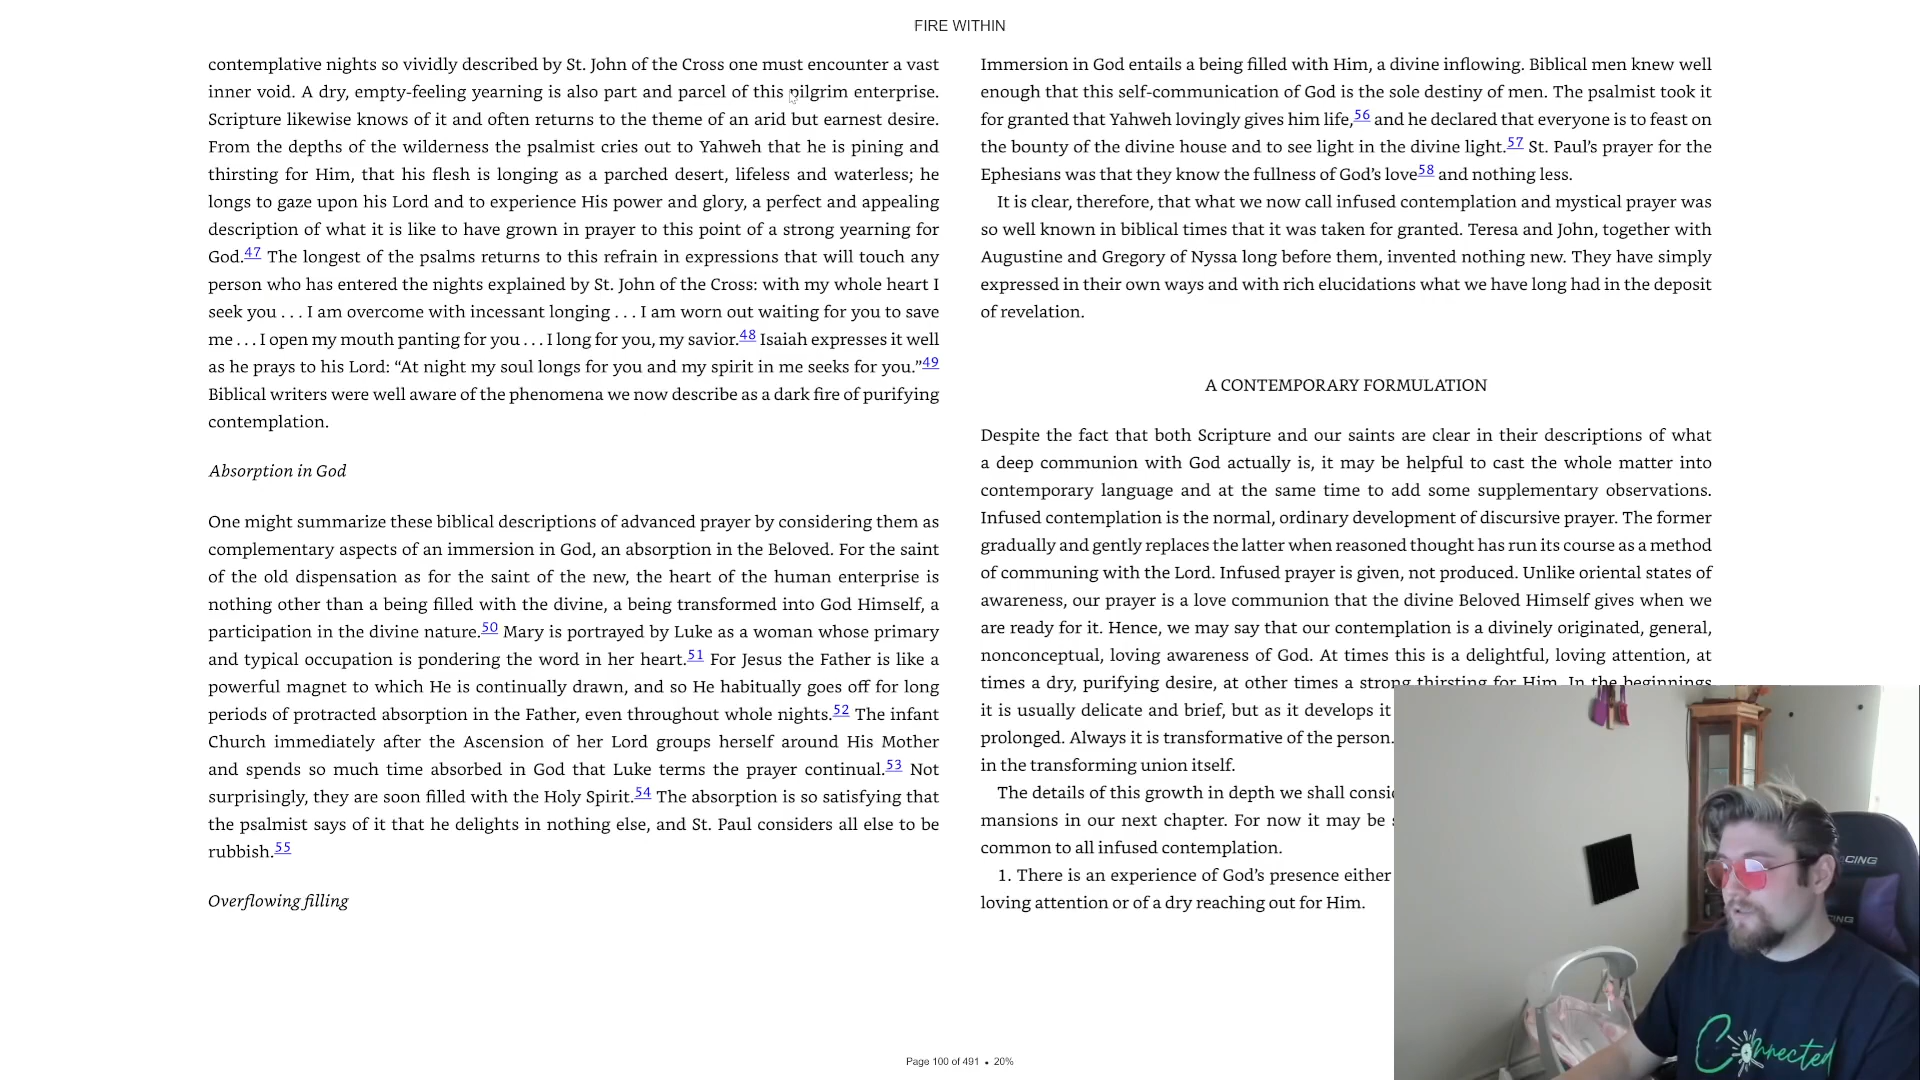 FIRE WITHIN
contemplative nights so vividly described by St. John of the Cross one must encounter a vast
inner void. A dry, empty-feeling yearning is also part and parcel of this pilgrim enterprise.
Scripture likewise knows of it and often returns to the theme of an arid but earnest desire.
From the depths of the wilderness the psalmist cries out to Yahweh that he is pining and
thirsting for Him, that his flesh is longing as a parched desert, lifeless and waterless; he
longs to gaze upon his Lord and to experience His power and glory, a perfect and appealing
description of what it is like to have grown in prayer to this point of a strong yearning for
God.47 The longest of the psalms returns to this refrain in expressions that will touch any
person who has entered the nights explained by St. John of the Cross: with my whole heart I
seek you . . . I am overcome with incessant longing . . . I am worn out waiting for you to save
me . . . I open my mouth panting for you . . . I long for you, my savior.48 Isaiah expresses it well
as he prays to his Lord: “At night my soul longs for you and my spirit in me seeks for you.”49
Biblical writers were well aware of the phenomena we now describe as a dark fire of purifying
contemplation.
Absorption in God
One might summarize these biblical descriptions of advanced prayer by considering them as
complementary aspects of an immersion in God, an absorption in the Beloved. For the saint
of the old dispensation as for the saint of the new, the heart of the human enterprise is
nothing other than a being filled with the divine, a being transformed into God Himself, a
participation in the divine nature.50 Mary is portrayed by Luke as a woman whose primary
and typical occupation is pondering the word in her heart.51 For Jesus the Father is like a
powerful magnet to which He is continually drawn, and so He habitually goes off for long
periods of protracted absorption in the Father, even throughout whole nights.52 The infant
Church immediately after the Ascension of her Lord groups herself around His Mother
and spends so much time absorbed in God that Luke terms the prayer continual.53 Not
surprisingly, they are soon filled with the Holy Spirit.54 The absorption is so satisfying that
the psalmist says of it that he delights in nothing else, and St. Paul considers all else to be
rubbish.55
Overflowing filling
Immersion in God entails a being filled with Him, a divine inflowing. Biblical men knew well
enough that this self-communication of God is the sole destiny of men. The psalmist took it
for granted that Yahweh lovingly gives him life,56 and he declared that everyone is to feast on
the bounty of the divine house and to see light in the divine light.57 St. Paul’s prayer for the
Ephesians was that they know the fullness of God’s love58 and nothing less.
It is clear, therefore, that what we now call infused contemplation and mystical prayer was
so well known in biblical times that it was taken for granted. Teresa and John, together with
Augustine and Gregory of Nyssa long before them, invented nothing new. They have simply
expressed in their own ways and with rich elucidations what we have long had in the deposit
of revelation.
A CONTEMPORARY FORMULATION
Despite the fact that both Scripture and our saints are clear in their descriptions of what
a deep communion with God actually is, it may be helpful to cast the whole matter into
contemporary language and at the same time to add some supplementary observations.
Infused contemplation is the normal, ordinary development of discursive prayer. The former
gradually and gently replaces the latter when reasoned thought has run its course as a method
of communing with the Lord. Infused prayer is given, not produced. Unlike oriental states of
awareness, our prayer is a love communion that the divine Beloved Himself gives when we
are ready for it. Hence, we may say that our contemplation is a divinely originated, general,
nonconceptual, loving awareness of God. At times this is a delightful, loving attention, at
times a dry, purifying desire, at other times a strong thirsting for Him. In the beginnings
it is usually delicate and brief, but as it develops it
prolonged. Always it is transformative of the person.
in the transforming union itself.
The details of this growth in depth we shall consi
mansions in our next chapter. For now it may be
common to all infused contemplation.
1. There is an experience of God’s presence either
loving attention or of a dry reaching out for Him.
CING
CING
Connected
Page 100 of 491 • 20%